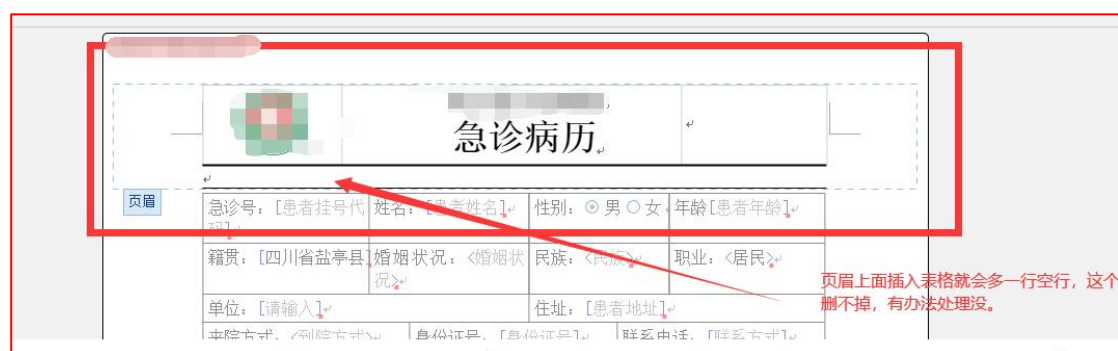 急诊病历
页眉
急诊号：[患者挂号代码] 姓名：[患者姓名] 性别：男 女 年龄[患者年龄]
籍贯：[四川省盐亭县] 婚姻状况：<婚姻状况> 民族：<民族> 职业：<居民>
单位：[请输入] 住址：[患者地址]
来院方式：<到院方式> 身份证号：[身份证号] 联系电话：[联系方式]
页眉上面插入表格就会多一行空行，这个
删不掉，有办法处理没。